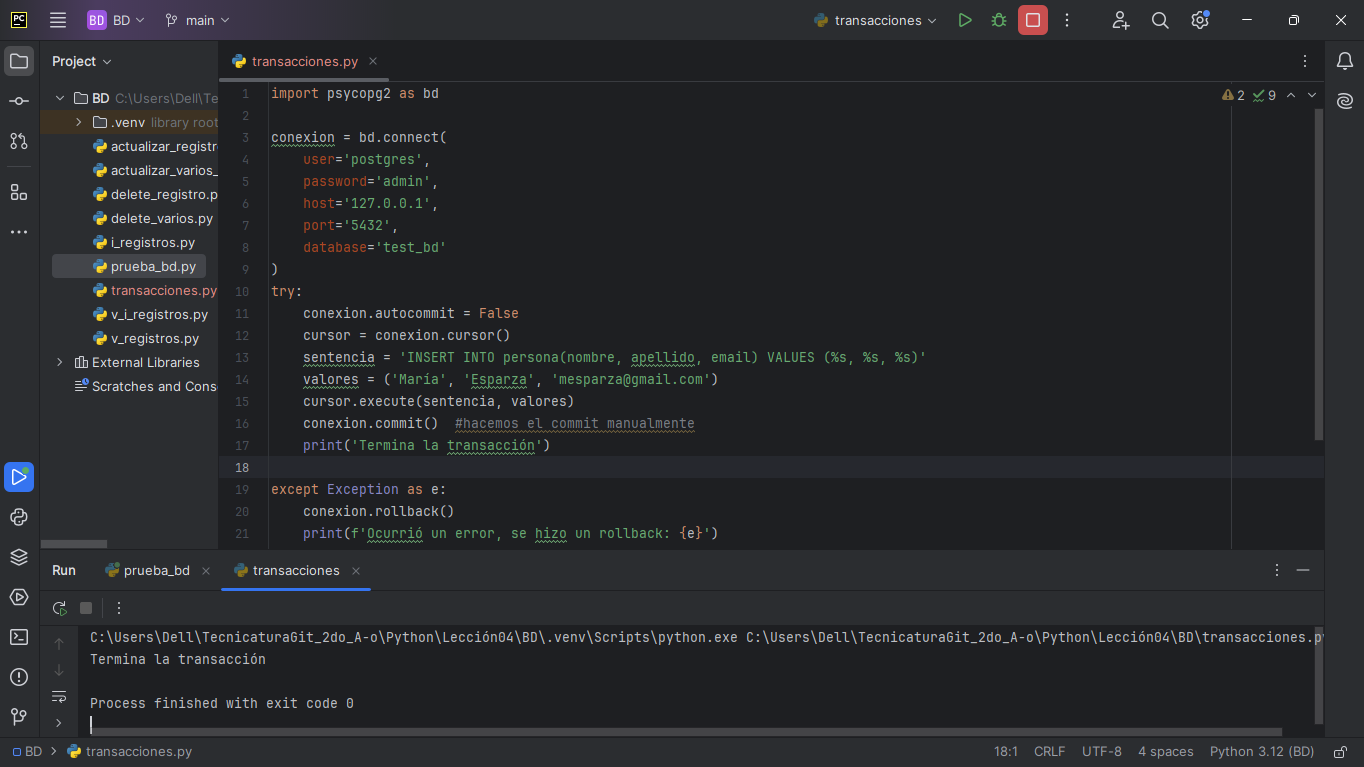 PC BD BD main transacciones
Project
transacciones.py
BD C:\Users\Dell\Te
.venv library root
actualizar_registr
actualizar_varios_
delete_registro.p
delete_varios.py
i_registros.py
prueba_bd.py
transacciones.py
v_i_registros.py
v_registros.py
External Libraries
Scratches and Cons
2 9
1 import psycopg2 as bd
2
3 conexion = bd.connect(
4 user='postgres',
5 password='admin',
6 host='127.0.0.1',
7 port='5432',
8 database='test_bd'
9 )
10 try:
11 conexion.autocommit = False
12 cursor = conexion.cursor()
13 sentencia = 'INSERT INTO persona(nombre, apellido, email) VALUES (%s, %s, %s)'
14 valores = ('María', 'Esparza', 'mesparza@gmail.com')
15 cursor.execute(sentencia, valores)
16 conexion.commit() #hacemos el commit manualmente
17 print('Termina la transacción')
18
19 except Exception as e:
20 conexion.rollback()
21 print(f'Ocurrió un error, se hizo un rollback: {e}')
Run prueba_bd transacciones
C:\Users\Dell\TecnicaturaGit_2do_A-o\Python\Lección04\BD\.venv\Scripts\python.exe C:\Users\Dell\TecnicaturaGit_2do_A-o\Python\Lección04\BD\transacciones.py
Termina la transacción
Process finished with exit code 0
BD transacciones.py 18:1 CRLF UTF-8 4 spaces Python 3.12 (BD)